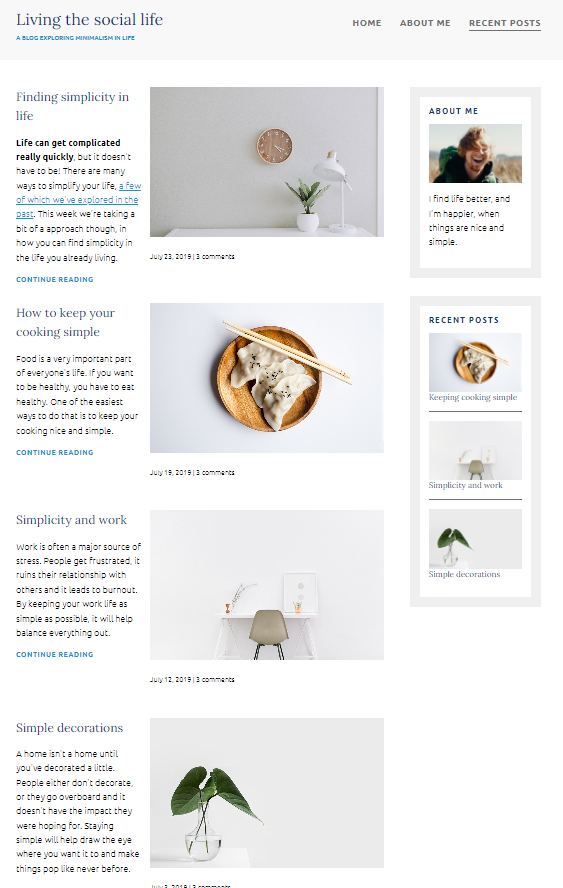 Living the social life
A BLOG EXPLORING MINIMALISM IN LIFE
HOME ABOUT ME RECENT POSTS
Finding simplicity in
life
Life can get complicated
really quickly, but it doesn't
have to be! There are many
ways to simplify your life, a few
of which we've explored in the
past. This week we're taking a
bit of a approach though, in
how you can find simplicity in
the life you already living.
CONTINUE READING
July 23, 2019 | 3 comments
How to keep your
cooking simple
Food is a very important part
of everyone's life. If you want
to be healthy, you have to eat
healthy. One of the easiest
ways to do that is to keep your
cooking nice and simple.
CONTINUE READING
July 19, 2019 | 3 comments
Simplicity and work
Work is often a major source of
stress. People get frustrated, it
ruins their relationship with
others and it leads to burnout.
By keeping your work life as
simple as possible, it will help
balance everything out.
CONTINUE READING
July 12, 2019 | 3 comments
Simple decorations
A home isn't a home until
you've decorated a little.
People either don't decorate,
or they go overboard and it
doesn't have the impact they
were hoping for. Staying
simple will help draw the eye
where you want it to and make
things pop like never before.
July 3, 2019 | 3 comments
ABOUT ME
I find life better, and
I'm happier, when
things are nice and
simple.
RECENT POSTS
Keeping cooking simple
Simplicity and work
Simple decorations